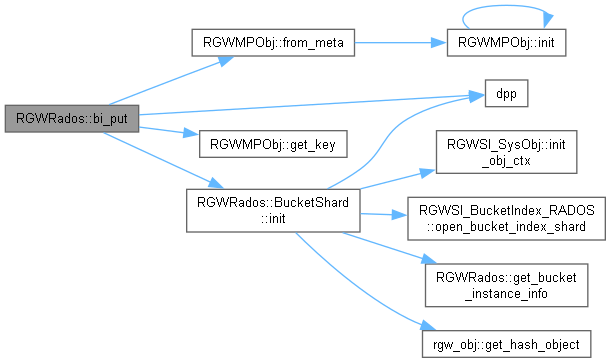 RGWRados::bi_put
RGWMPObj::from_meta
RGWMPObj::init
dpp
RGWMPObj::get_key
RGWRados::BucketShard
::init
RGWSI_SysObj::init
_obj_ctx
RGWSI_BucketIndex_RADOS
::open_bucket_index_shard
RGWRados::get_bucket
_instance_info
rgw_obj::get_hash_object